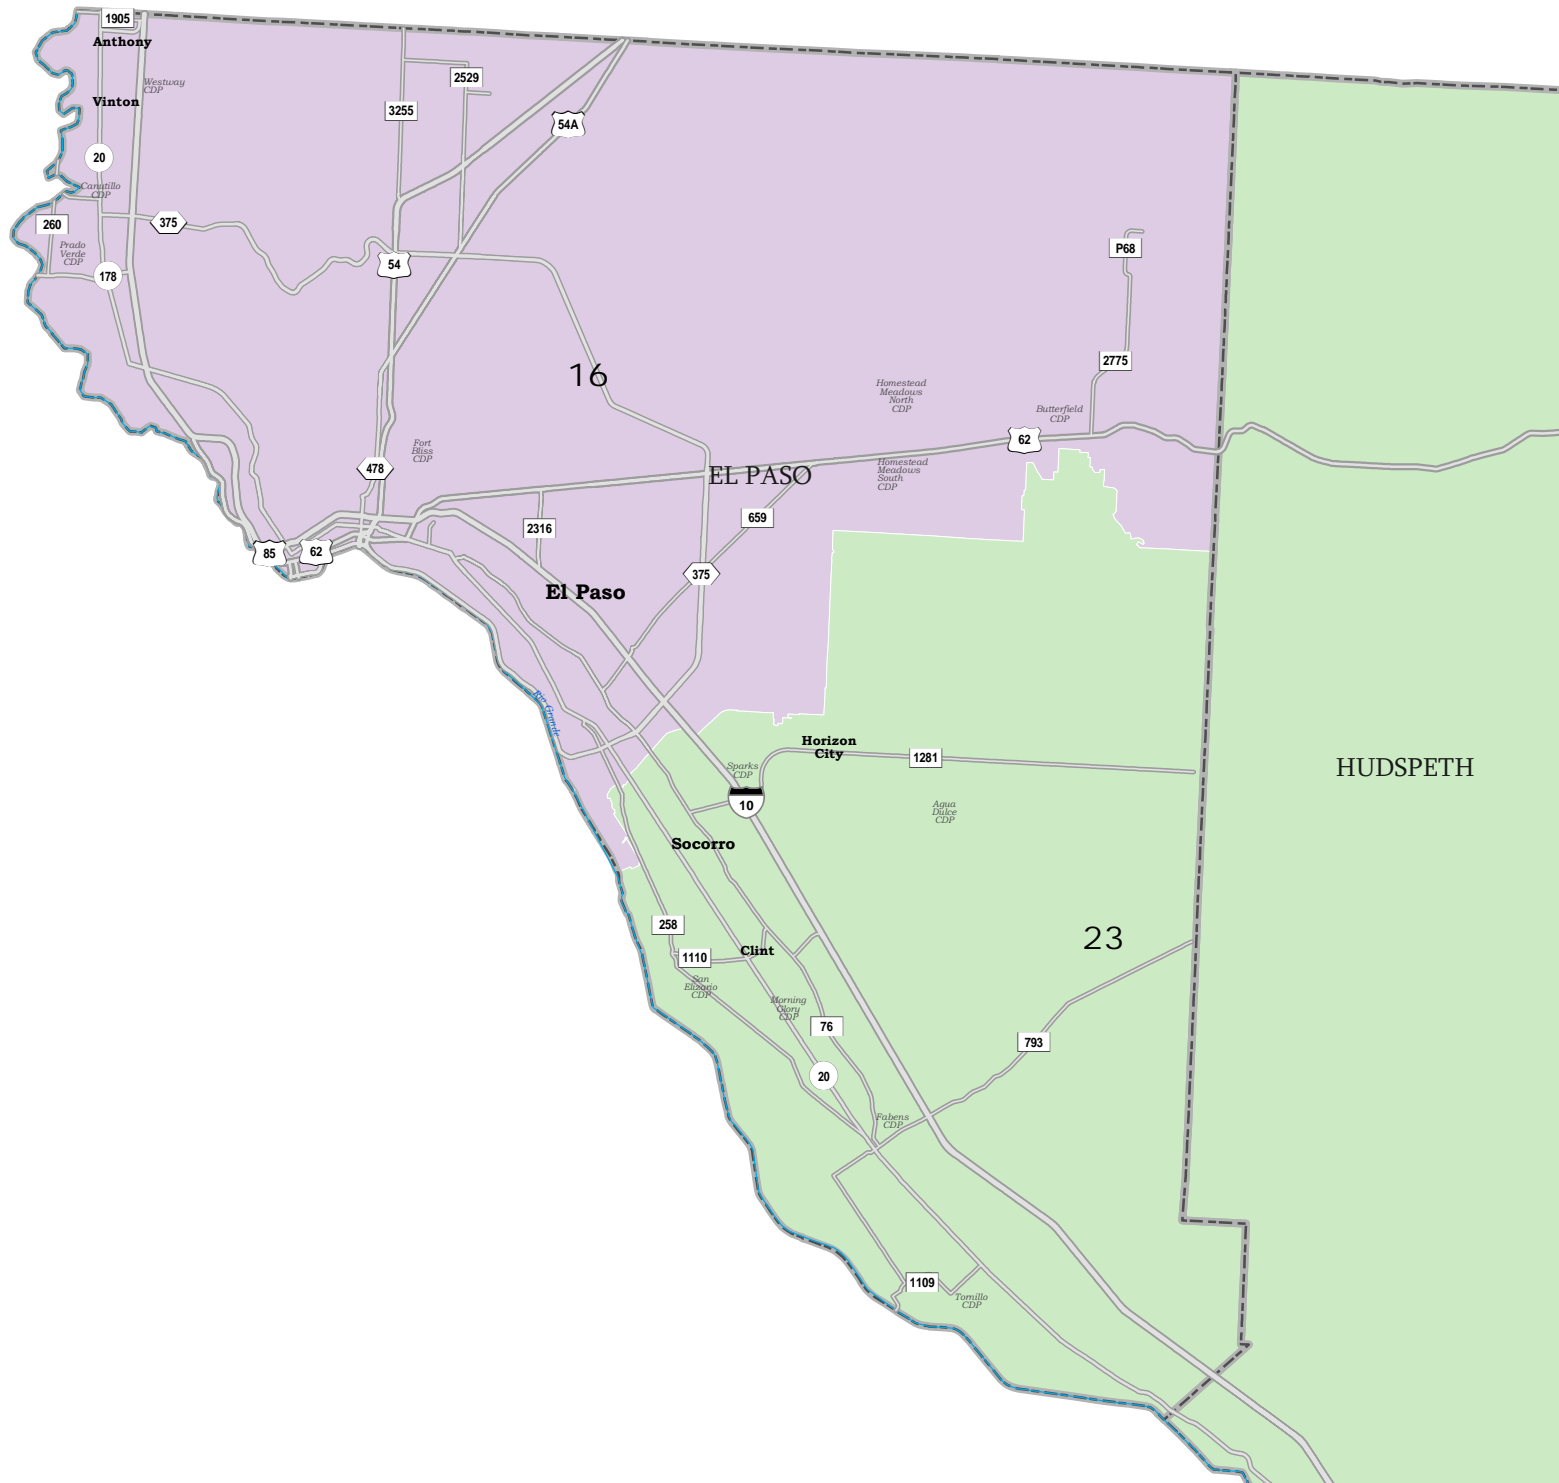 1905
Anthony
Westway
CDP
2529
Vinton
3255
54A
20
Canutillo
CDP
260
375
Prado
Verde
CDP
P68
54
178
2775
16
Homestead
Meadows
North
CDP
Butterfield
CDP
62
Fort
Bliss
CDP
478
EL PASO
Homestead
Meadows
South
CDP
659
2316
85
62
375
El Paso
Rio Grande
Horizon
City
1281
Sparks
CDP
HUDSPETH
10
Agua
Dulce
CDP
Socorro
258
23
1110
Clint
San
Elizario
CDP
Morning
Glory
CDP
76
793
20
Fabens
CDP
1109
Tornillo
CDP